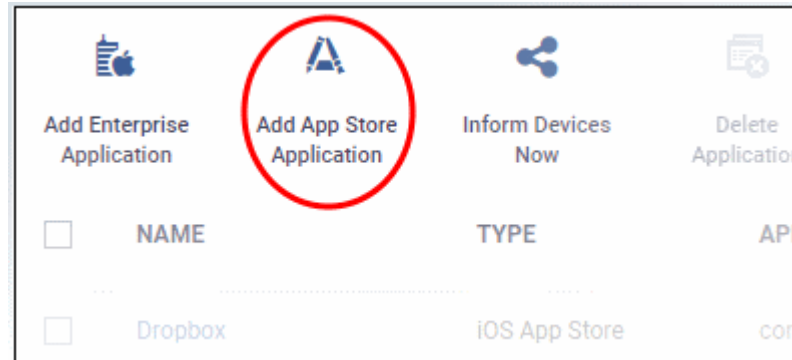 Add Enterprise Application
Add App Store Application
Inform Devices Now
Delete
NAME
TYPE
Dropbox
iOS App Store